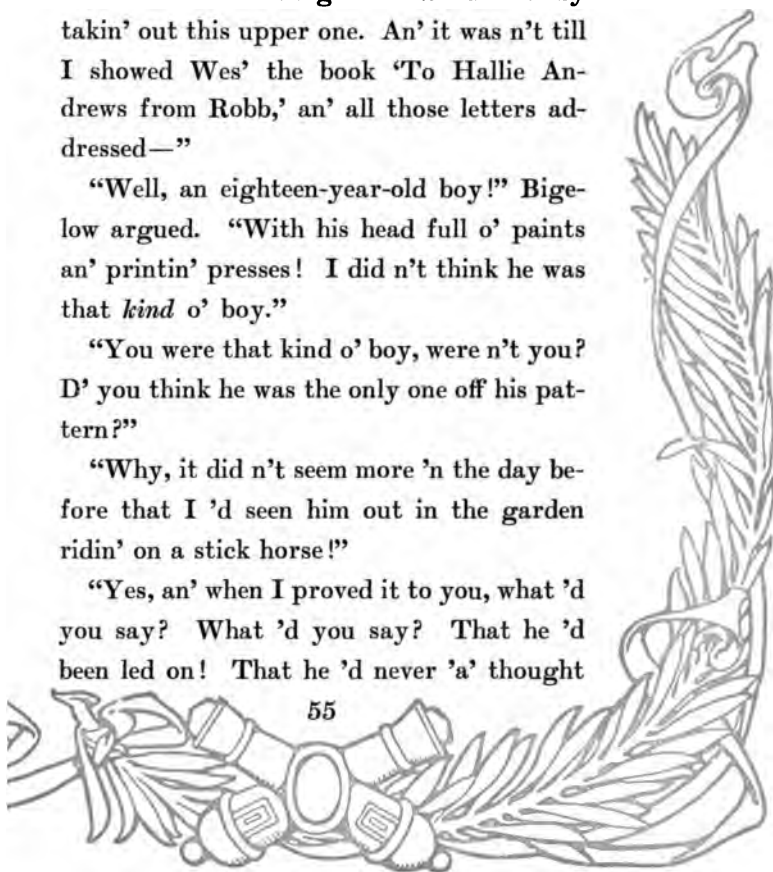 takin' out this upper one. An' it was n't till
I showed Wes' the book ‘To Hallie An-
drews from Robb,’ an' all those letters ad-
dressed—”
“Well, an eighteen-year-old boy!” Bige-
low argued. “With his head full o’ paints
an’ printin’ presses! I did n’t think he was
that kind o’ boy.”
“You were that kind o’ boy, were n’t you?
D’ you think he was the only one off his pat-
tern?”
“Why, it did n’t seem more ’n the day be-
fore that I ’d seen him out in the garden
ridin’ on a stick horse!”
“Yes, an’ when I proved it to you, what ’d
you say? What ’d you say? That he ’d
been led on! That he ’d never ’a’ thought
55